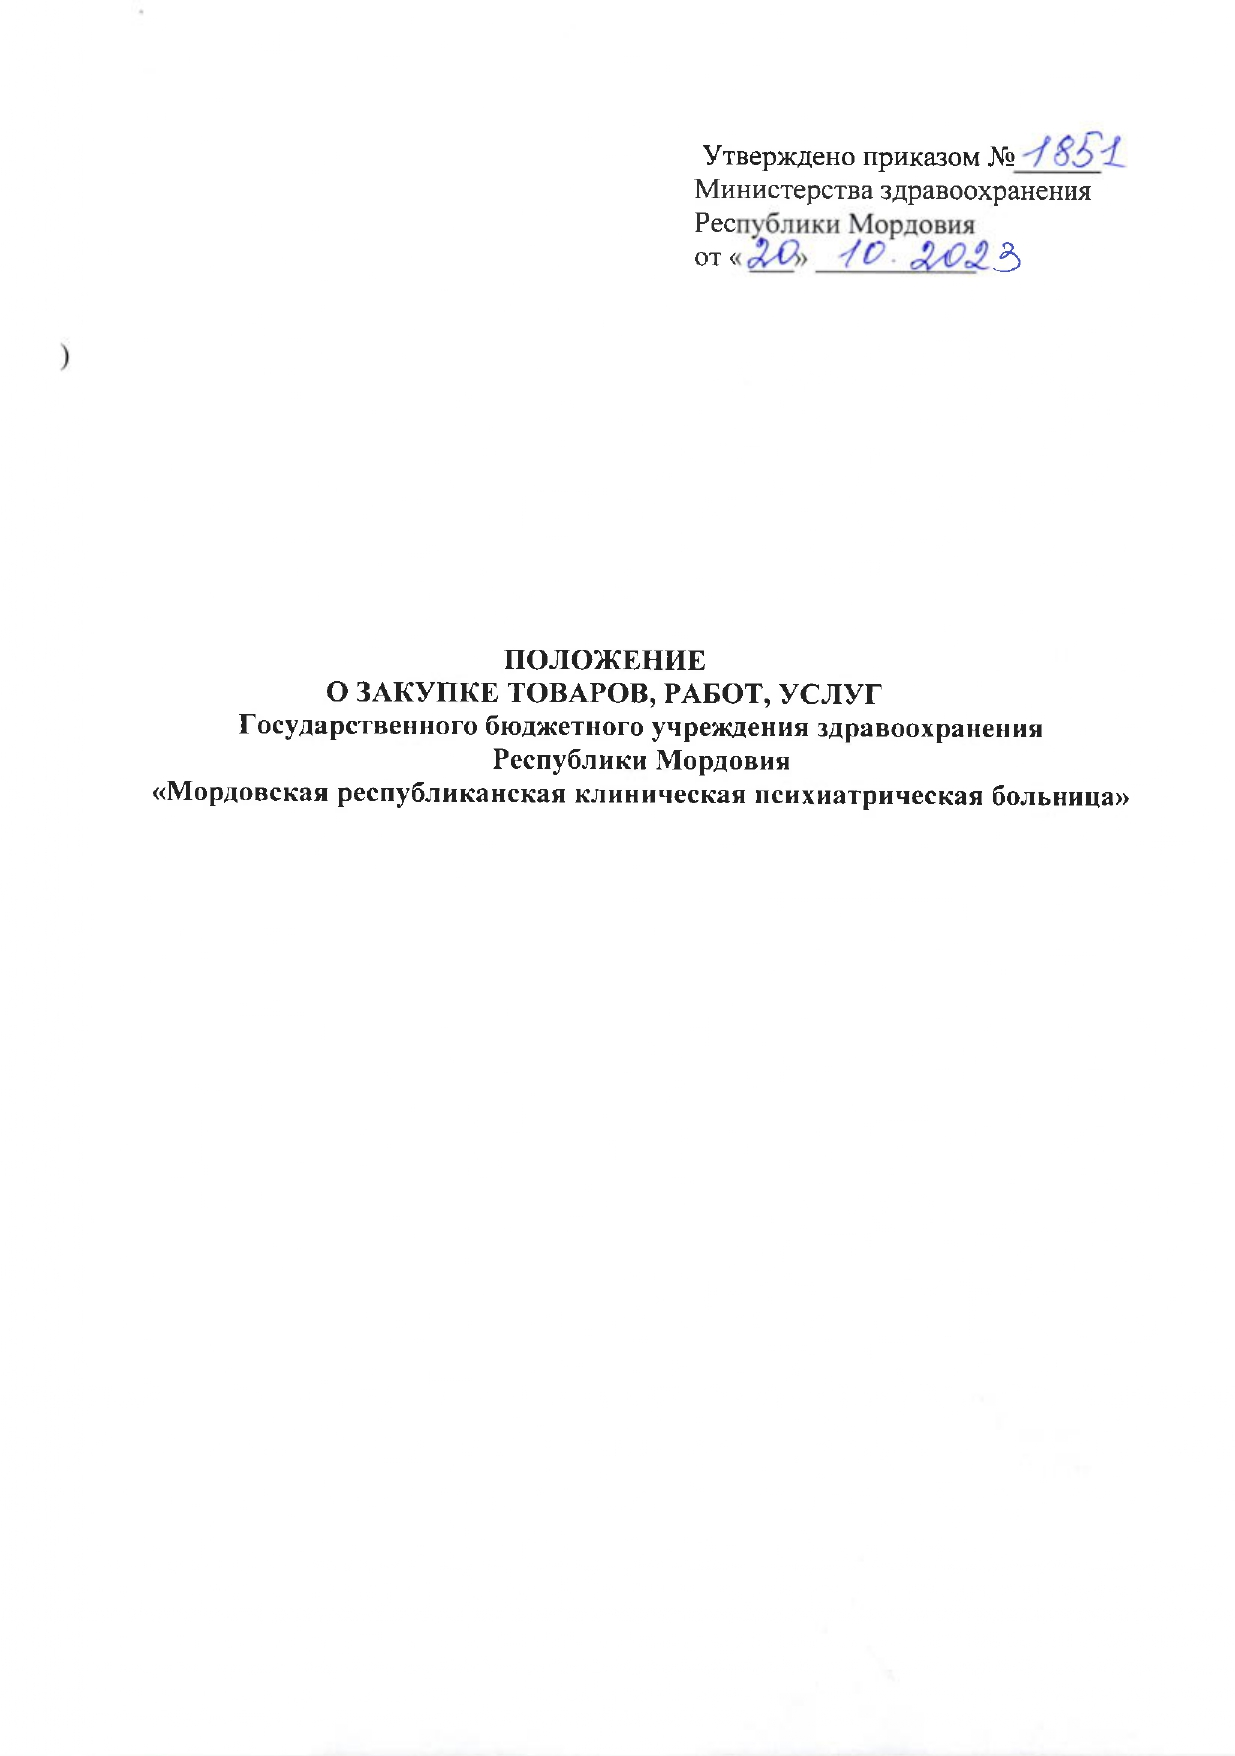 Утверждено приказом № 1851
Министерства здравоохранения
Республики Мордовия
от «20» 10. 2023
)
ПОЛОЖЕНИЕ
О ЗАКУПКЕ ТОВАРОВ, РАБОТ, УСЛУГ
Государственного бюджетного учреждения здравоохранения
Республики Мордовия
«Мордовская республиканская клиническая психиатрическая больница»